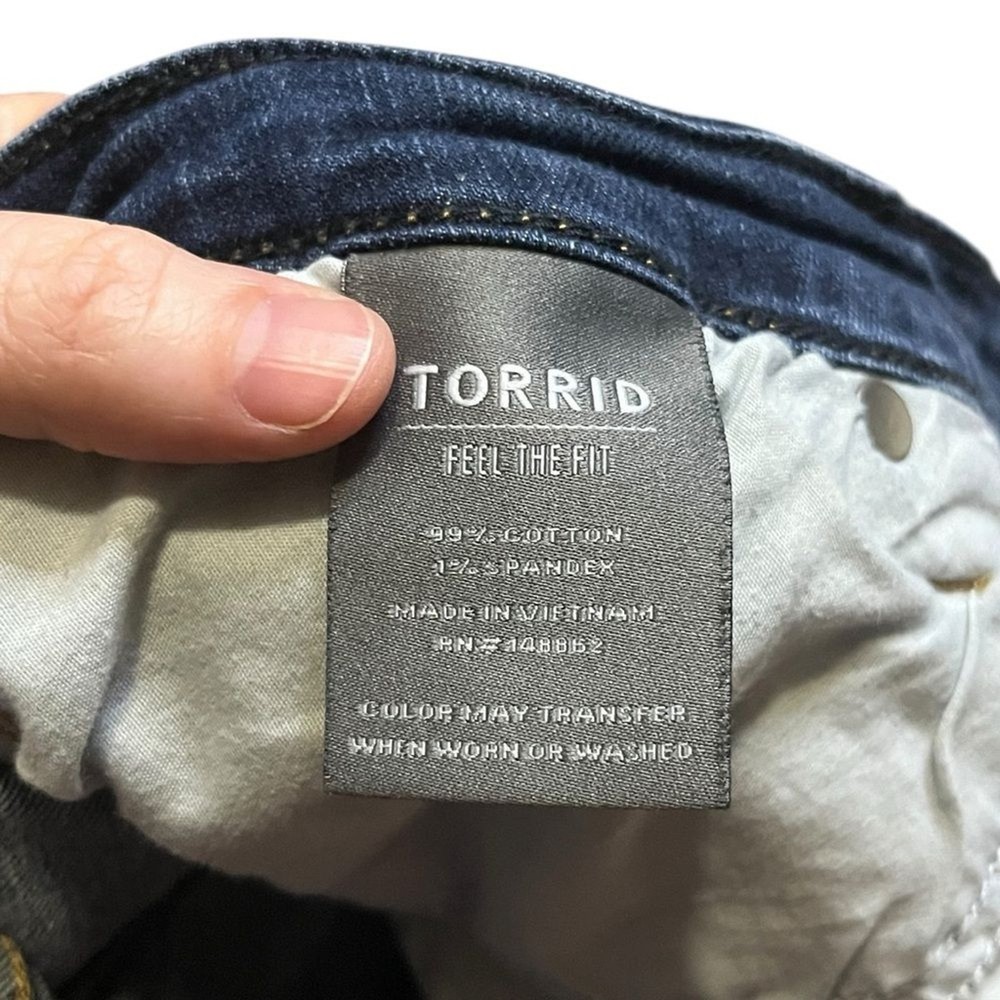 TORRID
FEEL THE FIT
99% COTTON
1% SPANDEX
MADE IN VIETNAM
RN#148862
COLOR MAY TRANSFER
WHEN WORN OR WASHED